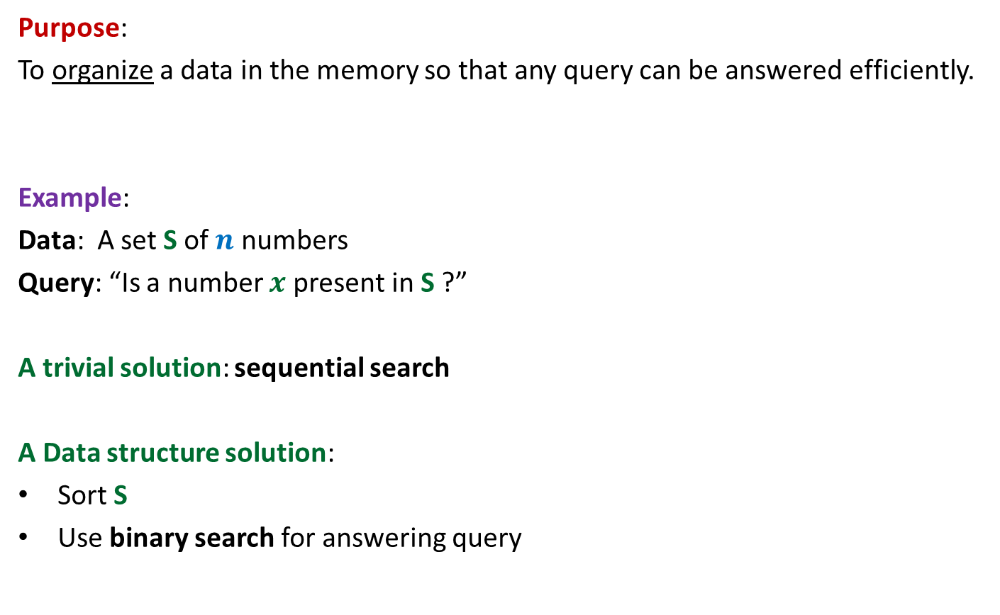 Purpose:
To organize a data in the memory so that any query can be answered efficiently.
Example:
Data: A set S of n numbers
Query: “Is a number x present in S ?”
A trivial solution: sequential search
A Data structure solution:
• Sort S
• Use binary search for answering query